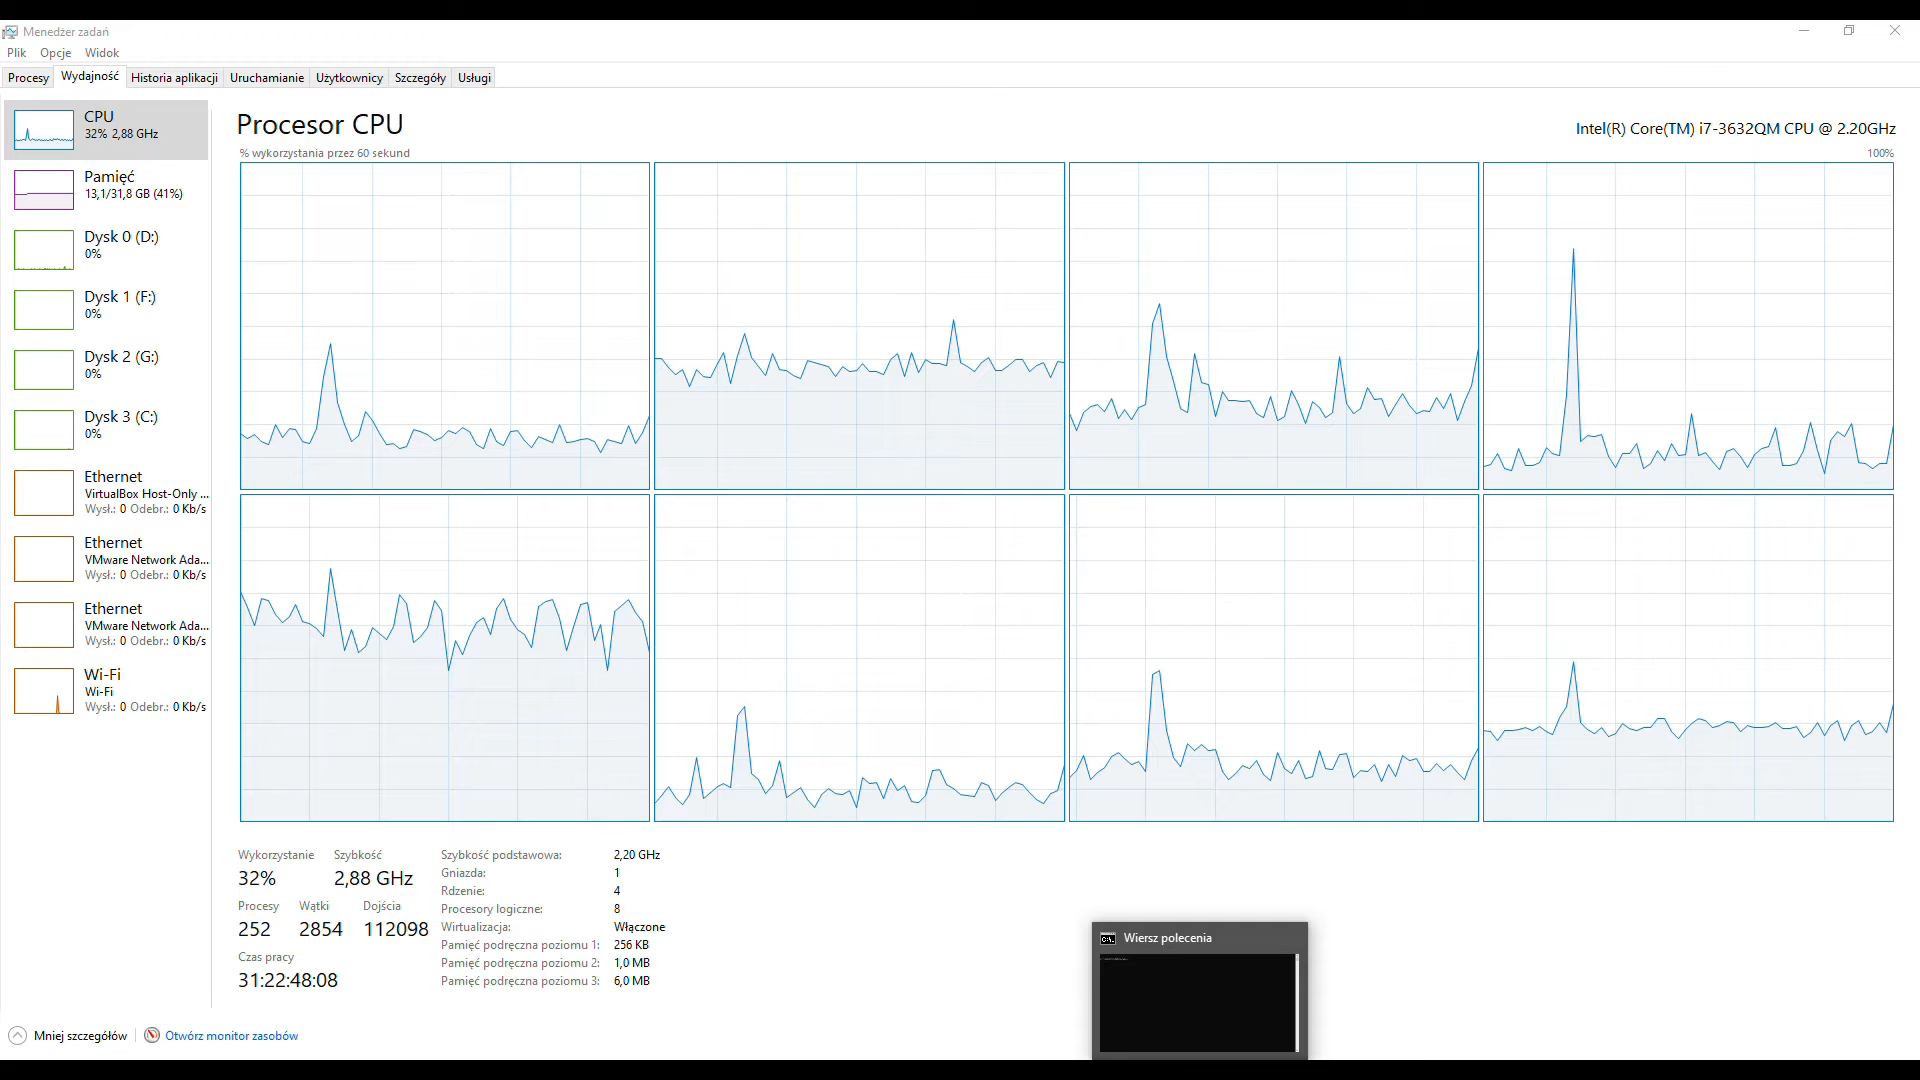 Menedżer zadań
Plik Opcje Widok
Procesy Wydajność Historia aplikacji Uruchamianie Użytkownicy Szczegóły Usługi
CPU
32% 2,88 GHz
Pamięć
13,1/31,8 GB (41%)
Dysk 0 (D:)
0%
Dysk 1 (F:)
0%
Dysk 2 (G:)
0%
Dysk 3 (C:)
0%
Ethernet
VirtualBox Host-Only ...
Wysł.: 0 Odebr.: 0 Kb/s
Ethernet
VMware Network Ada...
Wysł.: 0 Odebr.: 0 Kb/s
Ethernet
VMware Network Ada...
Wysł.: 0 Odebr.: 0 Kb/s
Wi-Fi
Wi-Fi
Wysł.: 0 Odebr.: 0 Kb/s
Procesor CPU
Intel(R) Core(TM) i7-3632QM CPU @ 2.20GHz
% wykorzystania przez 60 sekund
100%
Wykorzystanie Szybkość
32% 2,88 GHz
Procesy Wątki Dojścia
252 2854 112098
Czas pracy
31:22:48:08
Szybkość podstawowa: 2,20 GHz
Gniazda: 1
Rdzenie: 4
Procesory logiczne: 8
Wirtualizacja: Włączone
Pamięć podręczna poziomu 1: 256 KB
Pamięć podręczna poziomu 2: 1,0 MB
Pamięć podręczna poziomu 3: 6,0 MB
Wiersz polecenia
Mniej szczegółów Otwórz monitor zasobów